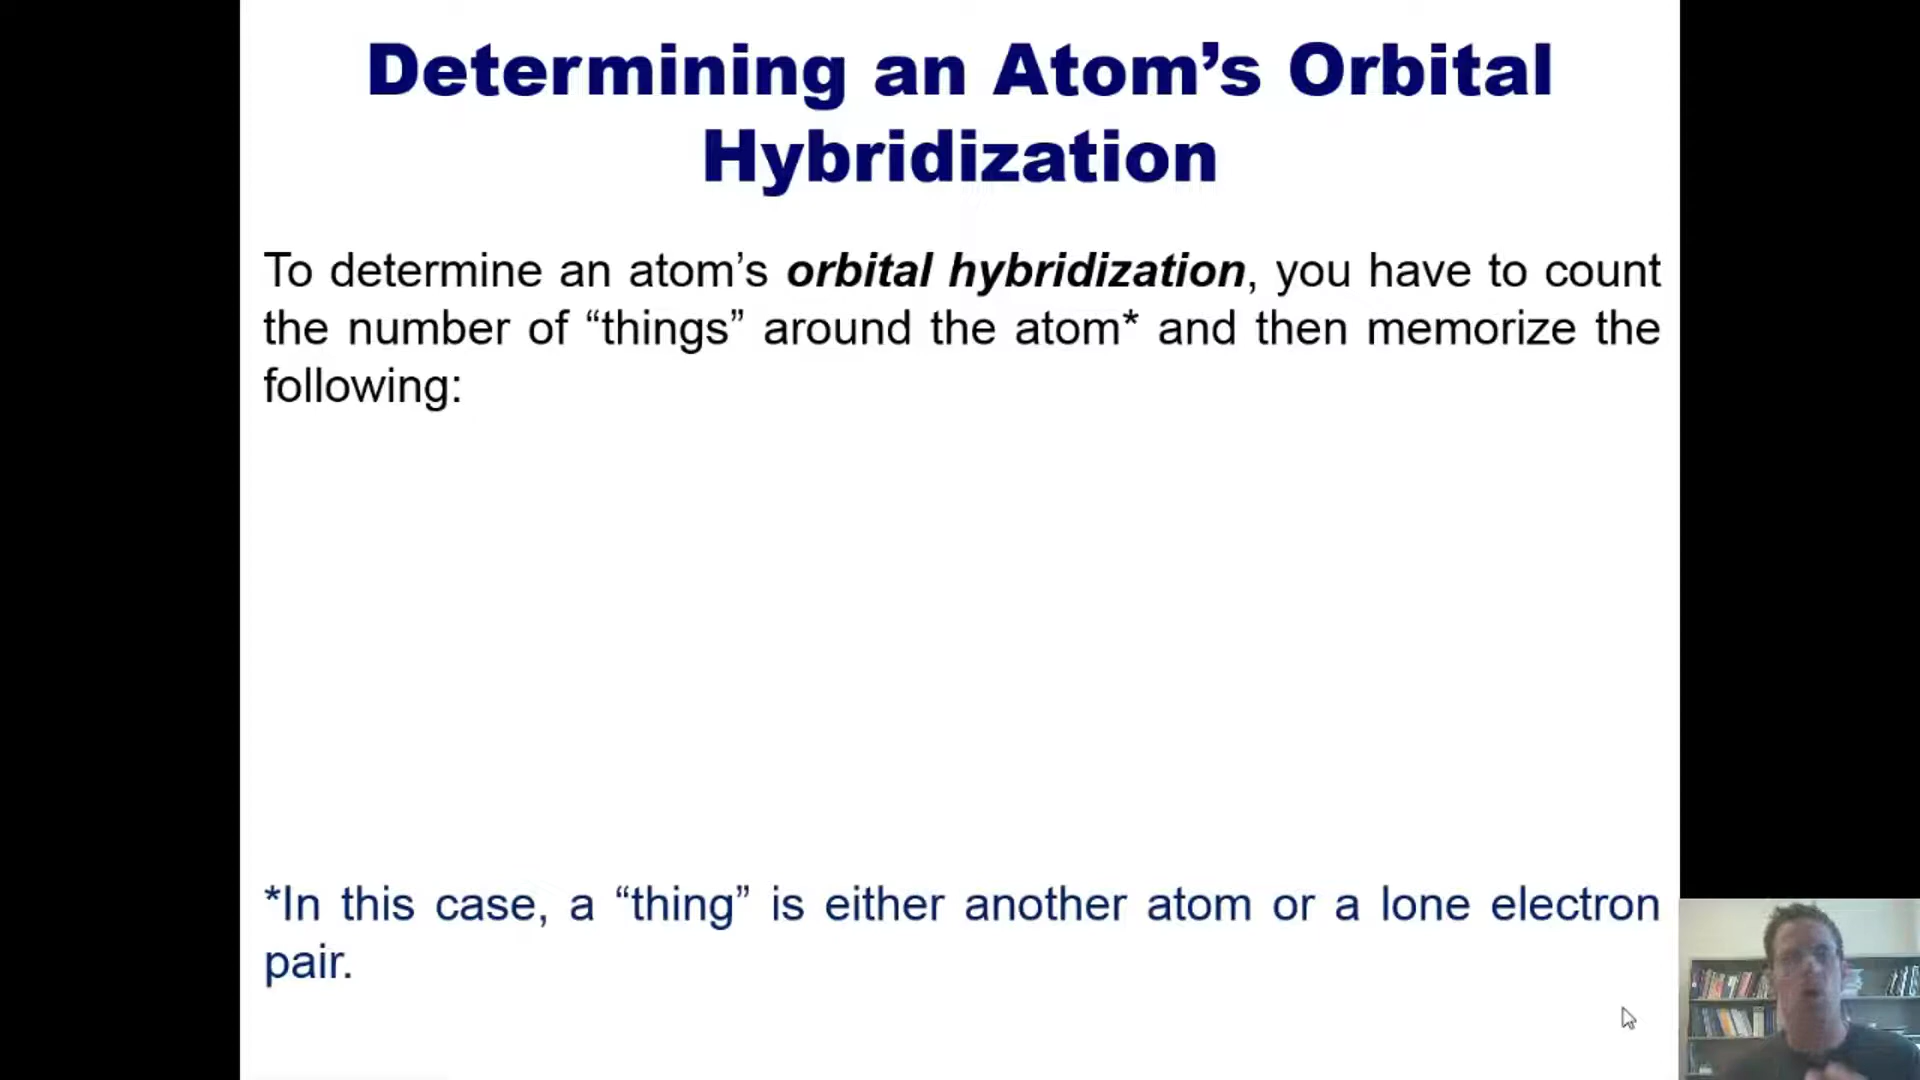 Determining an Atom’s Orbital
Hybridization
To determine an atom’s orbital hybridization, you have to count
the number of “things” around the atom* and then memorize the
following:
*In this case, a “thing” is either another atom or a lone electron
pair.